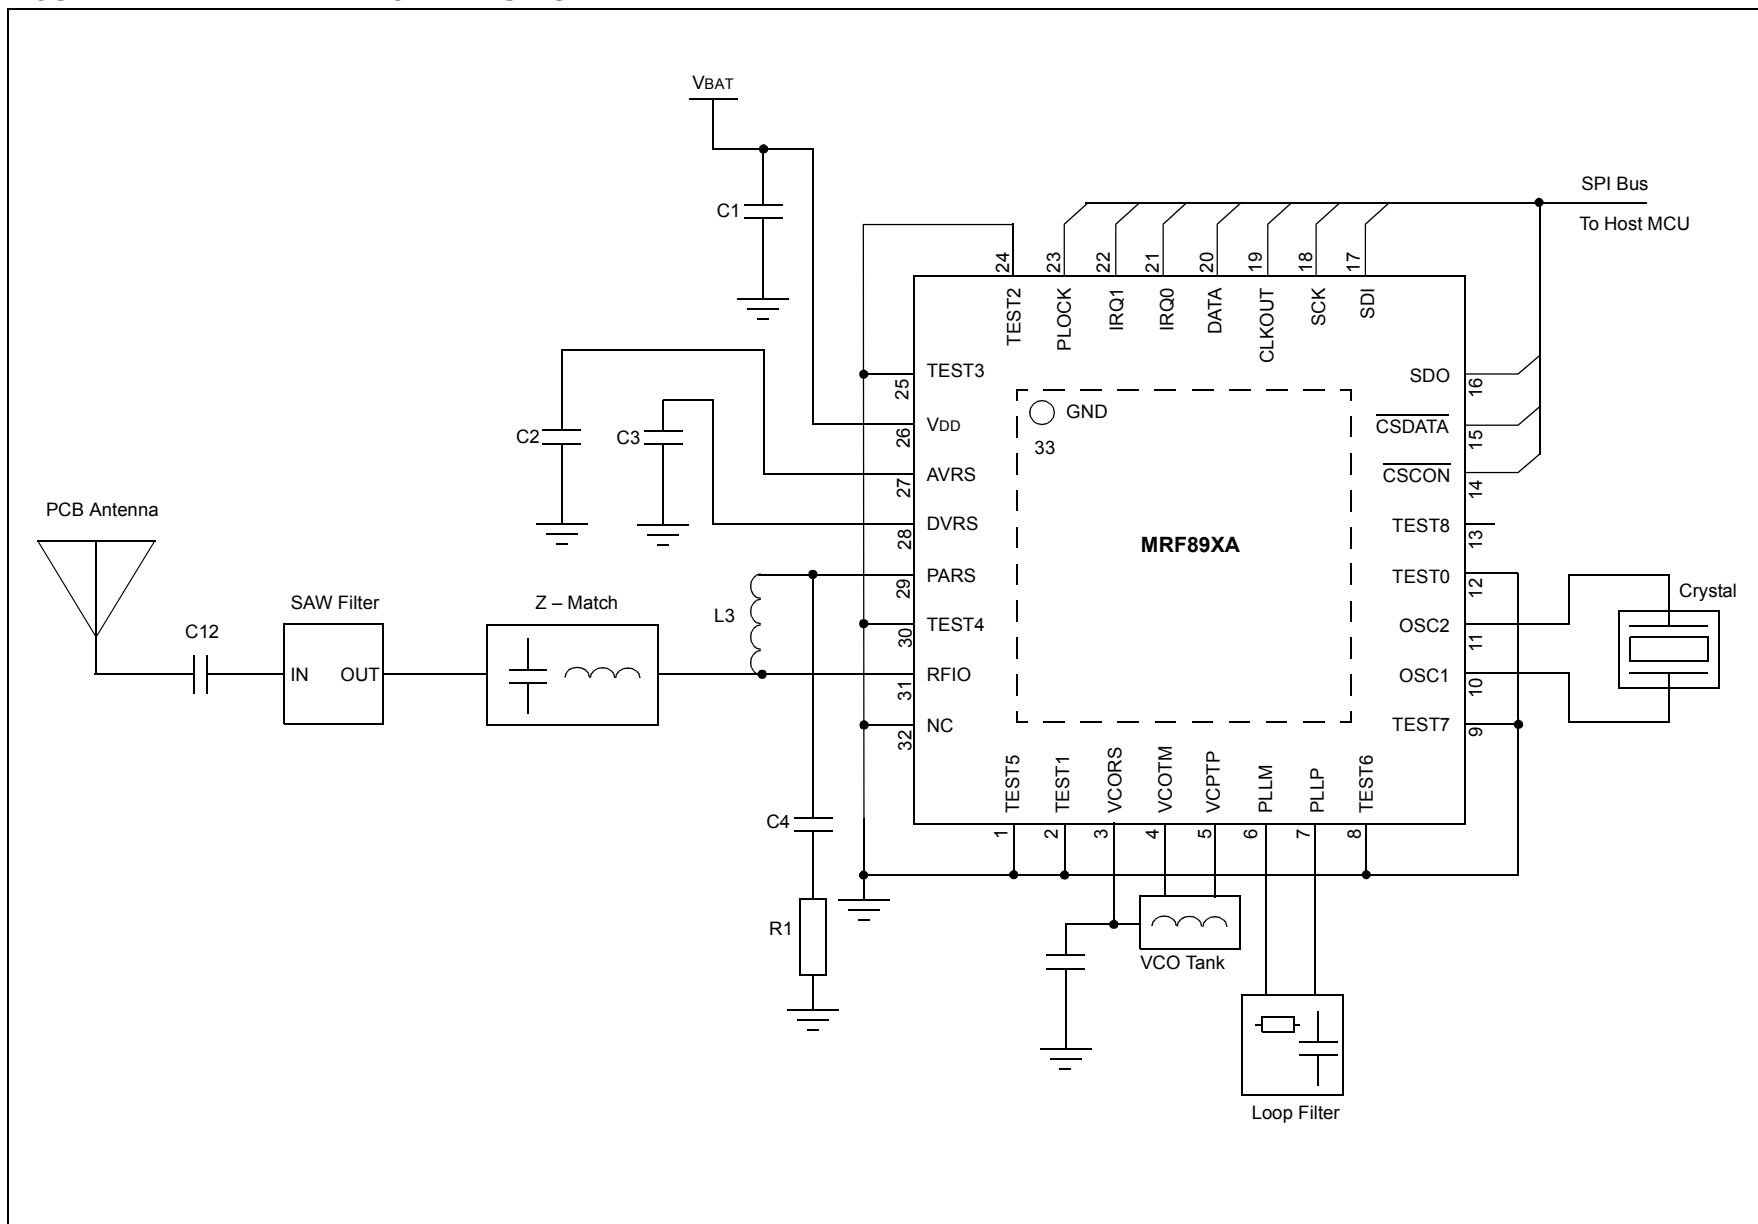 VBAT
C1
SPI Bus
To Host MCU
24
23
22
21
20
19
18
17
TEST2
PLOCK
IRQ1
IRQ0
DATA
CLKOUT
SCK
SDI
TEST3
25
VDD
26
AVRS
27
DVRS
28
PARS
29
TEST4
30
RFIO
31
NC
32
C2
C3
GND
33
MRF89XA
SDO
16
CSDATA
15
CSCON
14
TEST8
13
TEST0
12
OSC2
11
OSC1
10
TEST7
9
Crystal
PCB Antenna
C12
SAW Filter
IN
OUT
Z – Match
L3
TEST5
TEST1
VCORS
VCOTM
VCPTP
PLLM
PLLP
TEST6
1
2
3
4
5
6
7
8
C4
R1
VCO Tank
Loop Filter